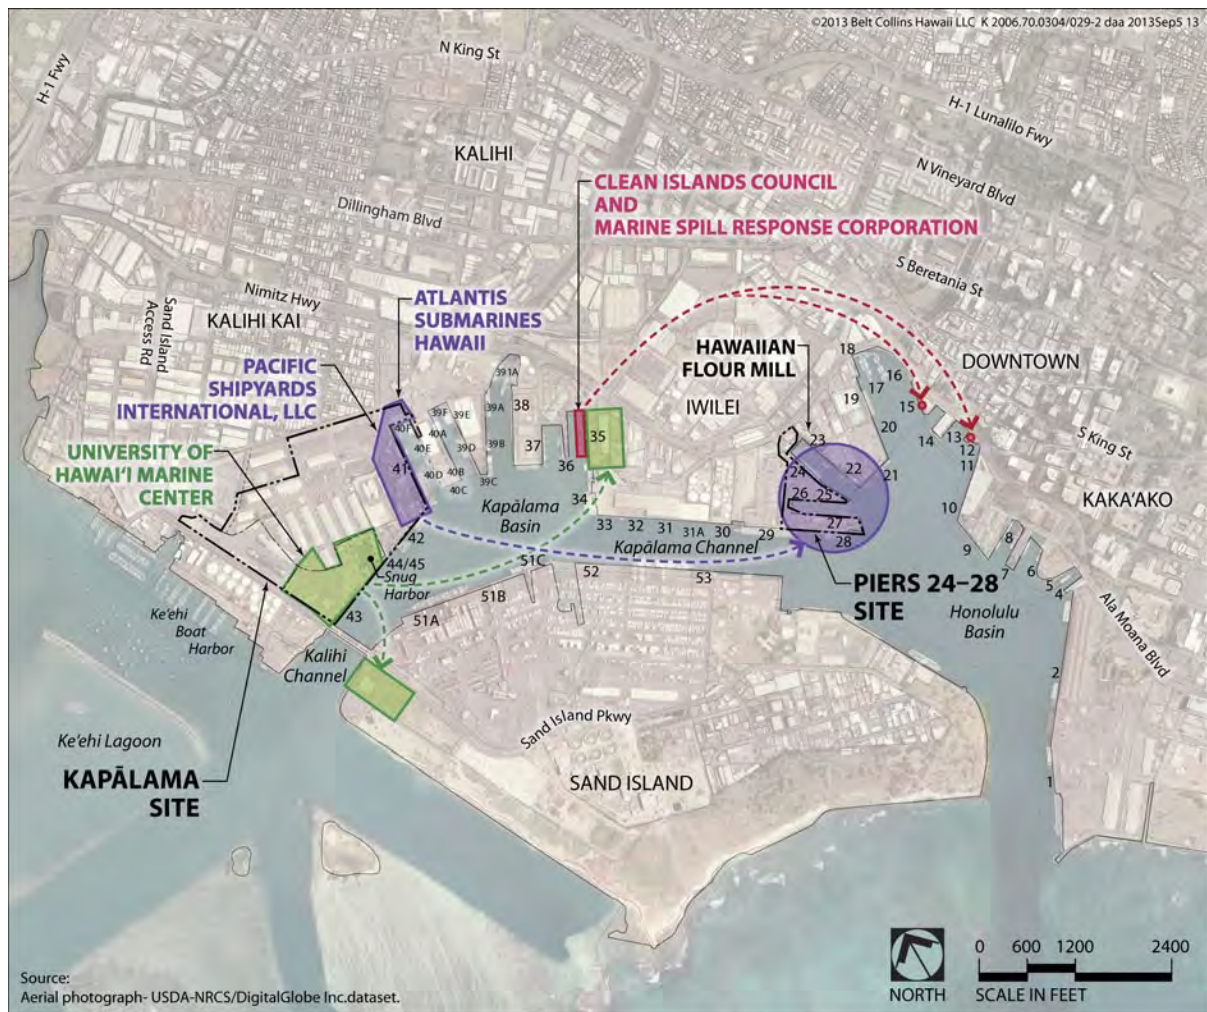 ©2013 Belt Collins Hawaii LLC K 2006.70.0304/029-2 daa 2013Sep5 13
N King St
H-1 Fwy
H-1 Lunalilo Fwy
KALIHI
N Vineyard Blvd
CLEAN ISLANDS COUNCIL
AND
MARINE SPILL RESPONSE CORPORATION
Dillingham Blvd
S Beretania St
Nimitz Hwy
Sand Island
Access Rd
KALIHI KAI
ATLANTIS
SUBMARINES
HAWAII
HAWAIIAN
FLOUR MILL
DOWNTOWN
PACIFIC
SHIPYARDS
INTERNATIONAL, LLC
IWILEI
S King St
UNIVERSITY OF
HAWAI‘I MARINE
CENTER
KAKA‘AKO
18
16
17
19
15
20
14
13
12
11
21
10
9
8
7
6
5
4
2
1
23
22
24
26
25
27
28
29
30
31A
31
32
33
34
35
36
37
38
391A
39A
39B
39C
39D
39E
39F
40A
40B
40C
40D
40E
40F
41
42
44/45
Snug
Harbor
43
51A
51B
51C
52
53
Kapālama
Basin
Kapālama Channel
PIERS 24–28
SITE
Honolulu
Basin
Ala Moana Blvd
Ke‘ehi
Boat
Harbor
Kalihi
Channel
Ke‘ehi Lagoon
KAPĀLAMA
SITE
Sand Island Pkwy
SAND ISLAND
Source:
Aerial photograph- USDA-NRCS/DigitalGlobe Inc.dataset.
NORTH
0 600 1200 2400
SCALE IN FEET